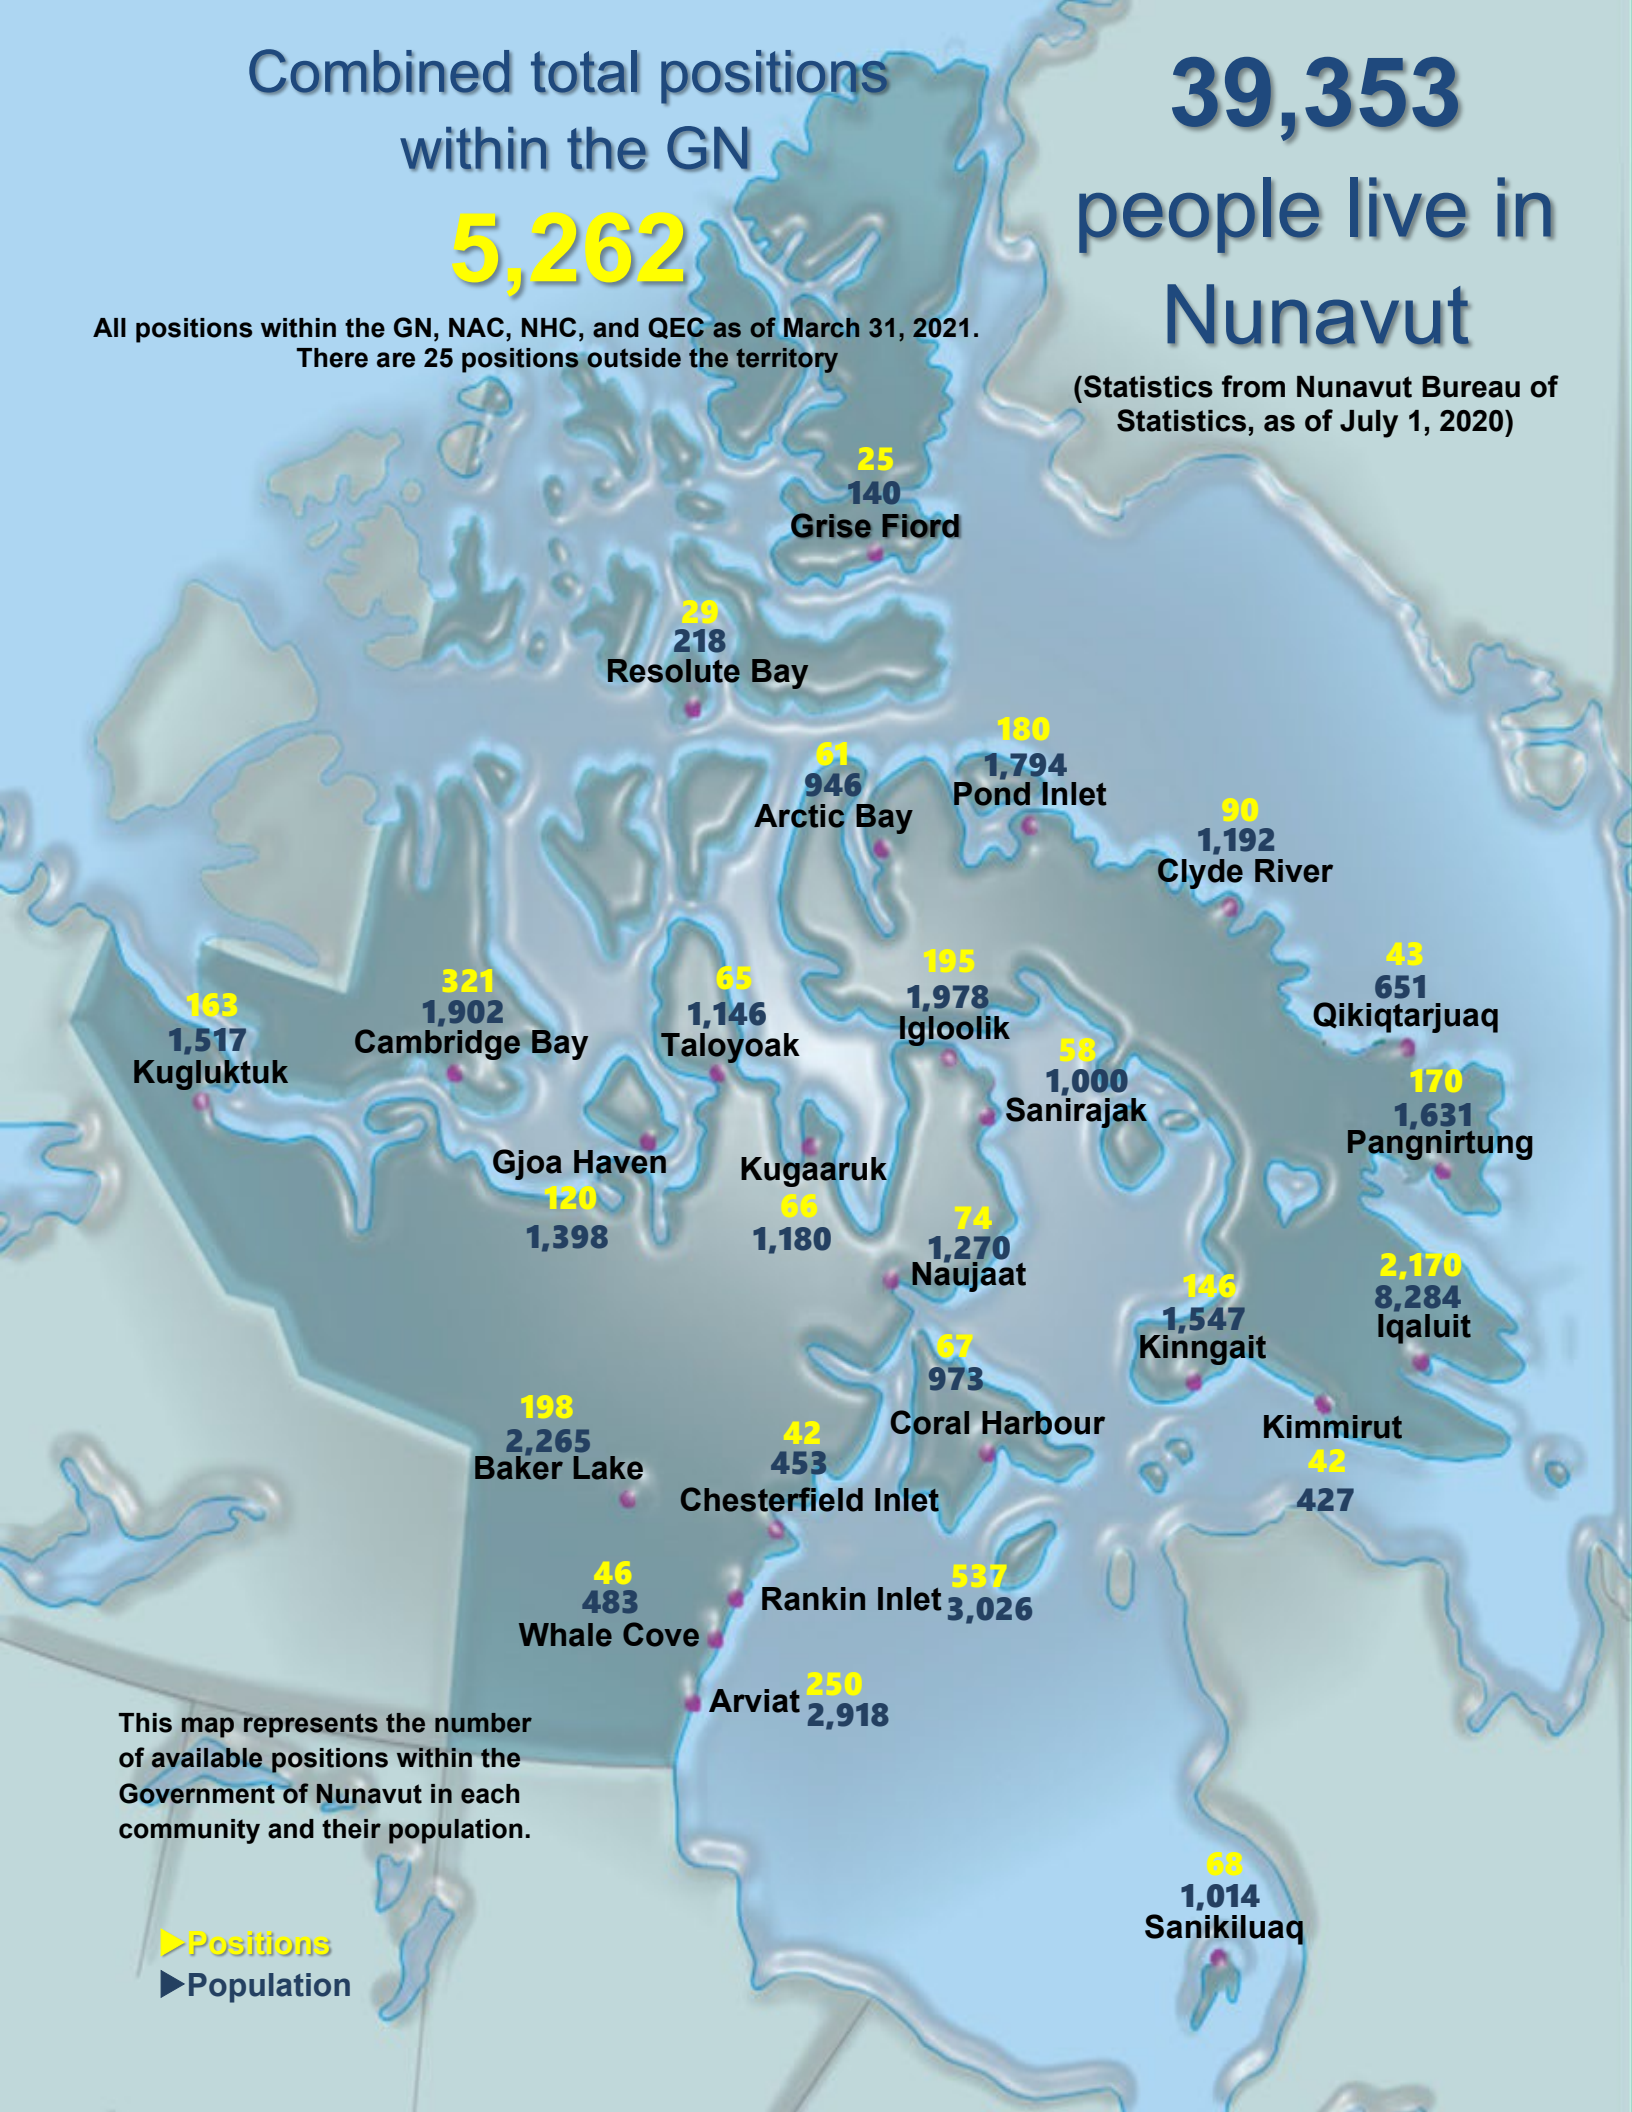 Combined total positions
within the GN
5,262
All positions within the GN, NAC, NHC, and QEC as of March 31, 2021.
There are 25 positions outside the territory
39,353
people live in
Nunavut
(Statistics from Nunavut Bureau of
Statistics, as of July 1, 2020)
25
140
Grise Fiord
29
218
Resolute Bay
61
946
Arctic Bay
180
1,794
Pond Inlet
90
1,192
Clyde River
43
651
Qikiqtarjuaq
163
1,517
Kugluktuk
321
1,902
Cambridge Bay
65
1,146
Taloyoak
195
1,978
Igloolik
58
1,000
Sanirajak
170
1,631
Pangnirtung
Gjoa Haven
120
1,398
Kugaaruk
66
1,180
74
1,270
Naujaat
146
1,547
Kinngait
2,170
8,284
Iqaluit
67
973
Coral Harbour
Kimmirut
42
427
198
2,265
Baker Lake
42
453
Chesterfield Inlet
46
483
Whale Cove
Rankin Inlet
537
3,026
Arviat
250
2,918
This map represents the number
of available positions within the
Government of Nunavut in each
community and their population.
Positions
Population
68
1,014
Sanikiluaq